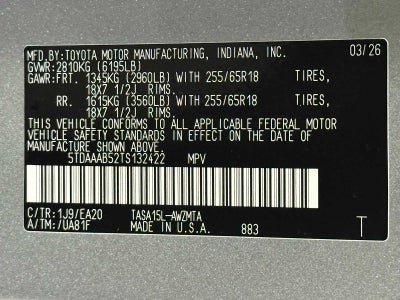 MFD.BY:TOYOTA MOTOR MANUFACTURING, INDIANA, INC. 03/26
GVWR:2810KG (6195LB)
GAWR:FRT. 1345KG (2960LB) WITH 255/65R18 TIRES,
18X7 1/2J RIMS.
RR. 1615KG (3560LB) WITH 255/65R18 TIRES,
18X7 1/2J RIMS.
THIS VEHICLE CONFORMS TO ALL APPLICABLE FEDERAL MOTOR
VEHICLE SAFETY STANDARDS IN EFFECT ON THE DATE OF
MANUFACTURE SHOWN ABOVE.
5TDAAAB52TS132422 MPV
C/TR:1J9/EA20 TASA15L-AWZMTA
A/TM:/UA81F MADE IN U.S.A. 883 T